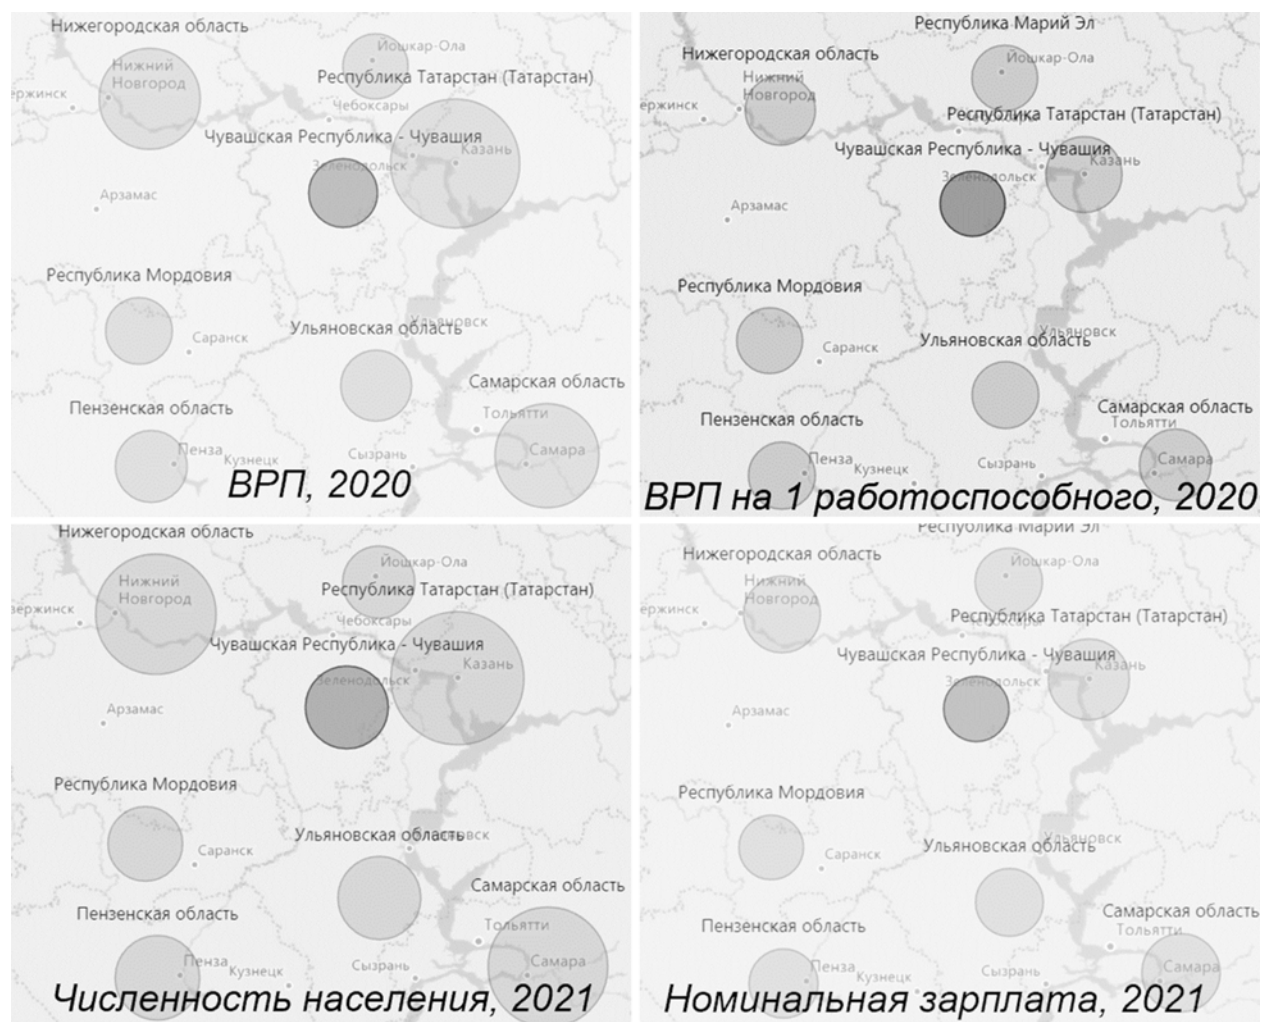 Нижегородская область
Йошкар-Ола
Нижний
Новгород
Республика Татарстан (Татарстан)
ержинск
Чебоксары
Чувашская Республика - Чувашия
Казань
Зеленодольск
Арзамас
Республика Мордовия
Ульяновская область
Саранск
Самарская область
Пензенская область
Тольятти
Пенза
Кузнецк
Сызрань
Самара
ВРП, 2020
Республика Марий Эл
Нижегородская область
Йошкар-Ола
Нижний
Новгород
ержинск
Республика Татарстан (Татарстан)
Чувашская Республика - Чувашия
Казань
Зеленодольск
Арзамас
Республика Мордовия
Ульяновск
Ульяновская область
Саранск
Самарская область
Пензенская область
Тольятти
Пенза
Кузнецк
Сызрань
Самара
ВРП на 1 работоспособного, 2020
Нижегородская область
Йошкар-Ола
Нижний
Новгород
Республика Татарстан (Татарстан)
зержинск
Чебоксары
Чувашская Республика - Чувашия
Казань
Зеленодольск
Арзамас
Республика Мордовия
Ульяновская область
Саранск
Самарская область
Пензенская область
Тольятти
Пенза
Кузнецк
Сызрань
Самара
Численность населения, 2021
Республика Марий Эл
Нижегородская область
Йошкар-Ола
Нижний
Новгород
ержинск
Республика Татарстан (Татарстан)
Чувашская Республика - Чувашия
Казань
Зеленодольск
Арзамас
Республика Мордовия
Ульяновск
Ульяновская область
Саранск
Самарская область
Пензенская область
Тольятти
Пенза
Кузнецк
Сызрань
Самара
Номинальная зарплата, 2021